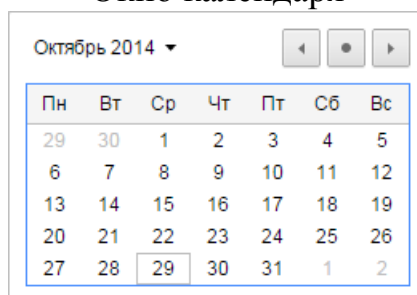 Окно календаря
Октябрь 2014
Пн Вт Ср Чт Пт Сб Вс
29 30 1 2 3 4 5
6 7 8 9 10 11 12
13 14 15 16 17 18 19
20 21 22 23 24 25 26
27 28 29 30 31 1 2